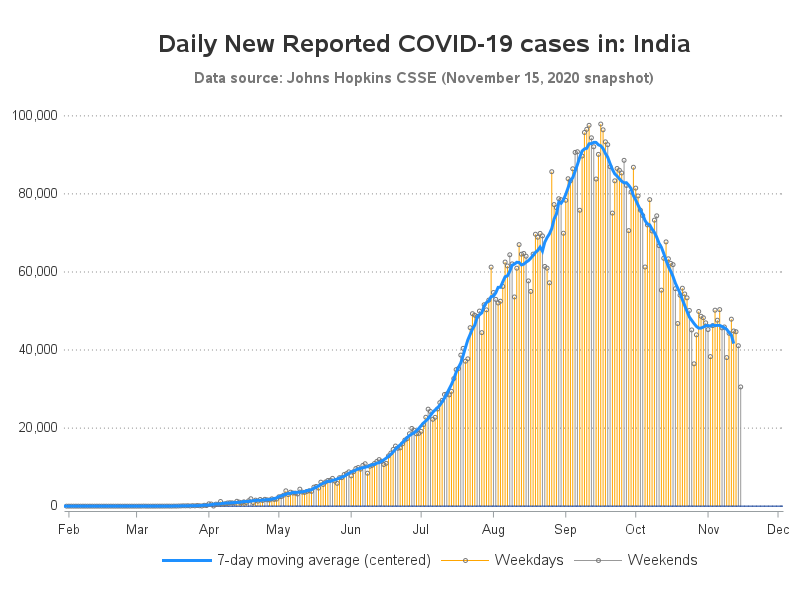 Daily New Reported COVID-19 cases in: India
Data source: Johns Hopkins CSSE (November 15, 2020 snapshot)
100,000
80,000
60,000
40,000
20,000
0
Feb Mar Apr May Jun Jul Aug Sep Oct Nov Dec
7-day moving average (centered) Weekdays Weekends